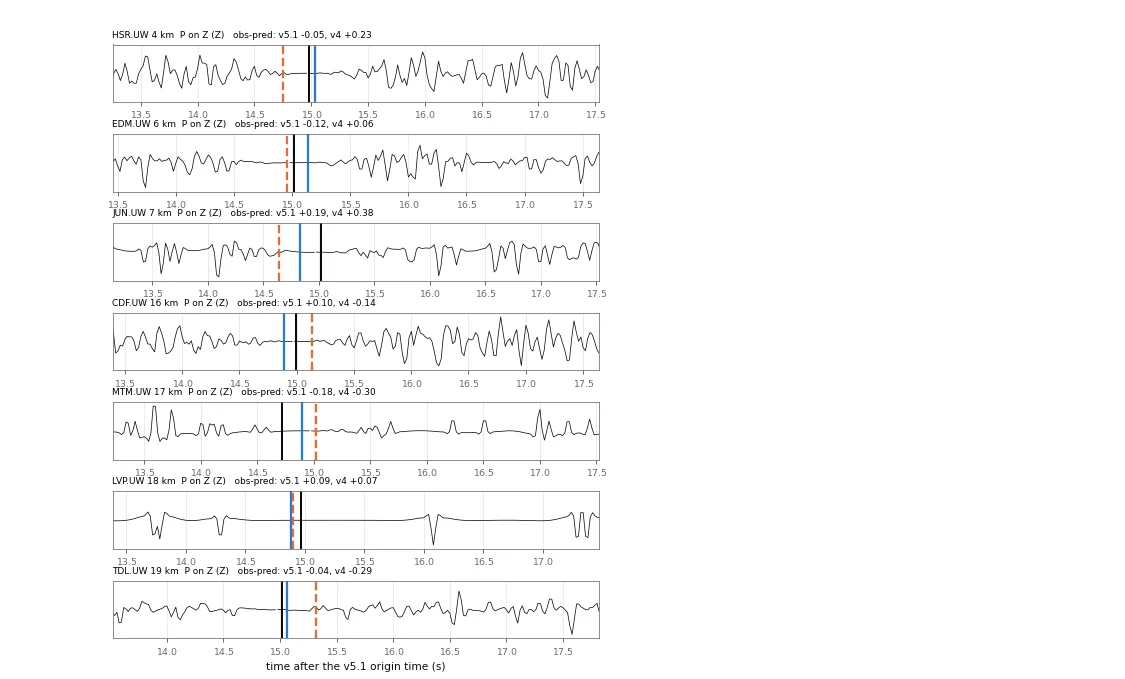 HSR.UW 4 km P on Z (Z) obs-pred: v5.1 -0.05, v4 +0.23
13.5 14.0 14.5 15.0 15.5 16.0 16.5 17.0 17.5
EDM.UW 6 km P on Z (Z) obs-pred: v5.1 -0.12, v4 +0.06
13.5 14.0 14.5 15.0 15.5 16.0 16.5 17.0 17.5
JUN.UW 7 km P on Z (Z) obs-pred: v5.1 +0.19, v4 +0.38
13.5 14.0 14.5 15.0 15.5 16.0 16.5 17.0 17.5
CDF.UW 16 km P on Z (Z) obs-pred: v5.1 +0.10, v4 -0.14
13.5 14.0 14.5 15.0 15.5 16.0 16.5 17.0 17.5
MTM.UW 17 km P on Z (Z) obs-pred: v5.1 -0.18, v4 -0.30
13.5 14.0 14.5 15.0 15.5 16.0 16.5 17.0 17.5
LVP.UW 18 km P on Z (Z) obs-pred: v5.1 +0.09, v4 +0.07
13.5 14.0 14.5 15.0 15.5 16.0 16.5 17.0
TDL.UW 19 km P on Z (Z) obs-pred: v5.1 -0.04, v4 -0.29
14.0 14.5 15.0 15.5 16.0 16.5 17.0 17.5
time after the v5.1 origin time (s)